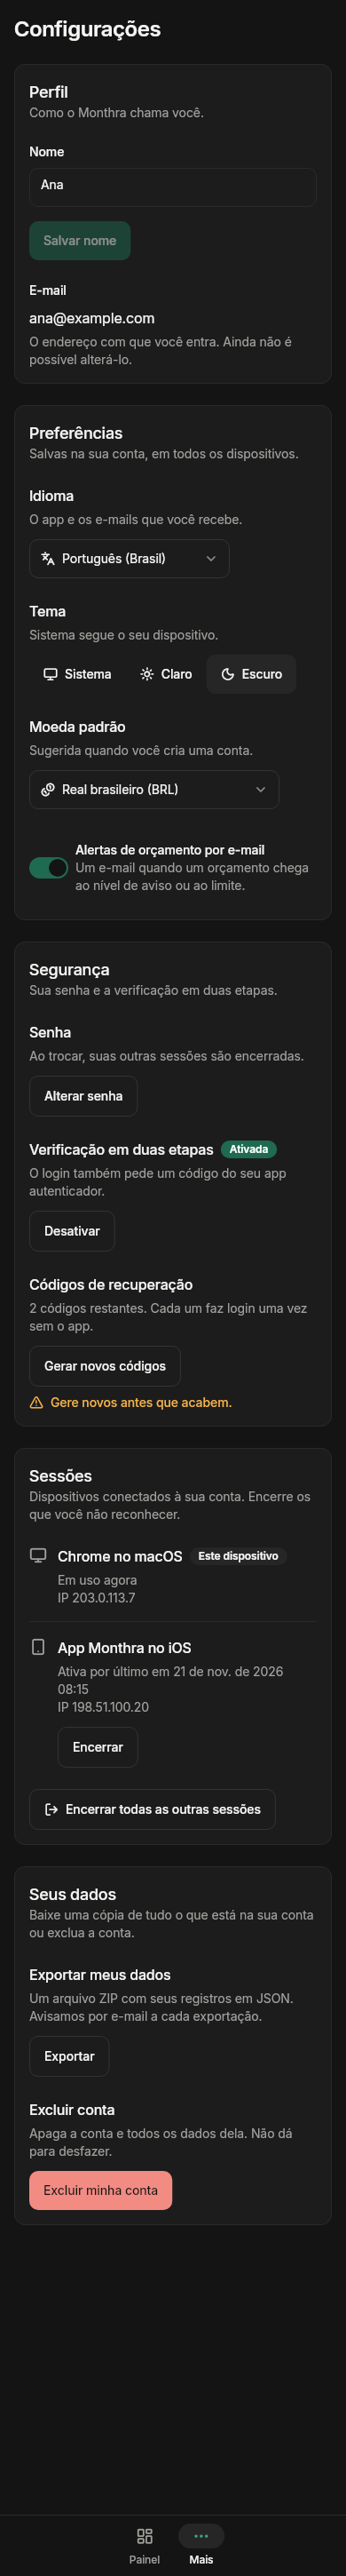 Configurações
Perfil
Como o Monthra chama você.
Nome
Ana
Salvar nome
E-mail
ana@example.com
O endereço com que você entra. Ainda não é
possível alterá-lo.
Preferências
Salvas na sua conta, em todos os dispositivos.
Idioma
O app e os e-mails que você recebe.
Português (Brasil)
Tema
Sistema segue o seu dispositivo.
Sistema Claro Escuro
Moeda padrão
Sugerida quando você cria uma conta.
Real brasileiro (BRL)
Alertas de orçamento por e-mail
Um e-mail quando um orçamento chega
ao nível de aviso ou ao limite.
Segurança
Sua senha e a verificação em duas etapas.
Senha
Ao trocar, suas outras sessões são encerradas.
Alterar senha
Verificação em duas etapas Ativada
O login também pede um código do seu app
autenticador.
Desativar
Códigos de recuperação
2 códigos restantes. Cada um faz login uma vez
sem o app.
Gerar novos códigos
Gere novos antes que acabem.
Sessões
Dispositivos conectados à sua conta. Encerre os
que você não reconhecer.
Chrome no macOS Este dispositivo
Em uso agora
IP 203.0.113.7
App Monthra no iOS
Ativa por último em 21 de nov. de 2026
08:15
IP 198.51.100.20
Encerrar
Encerrar todas as outras sessões
Seus dados
Baixe uma cópia de tudo o que está na sua conta
ou exclua a conta.
Exportar meus dados
Um arquivo ZIP com seus registros em JSON.
Avisamos por e-mail a cada exportação.
Exportar
Excluir conta
Apaga a conta e todos os dados dela. Não dá
para desfazer.
Excluir minha conta
Painel Mais